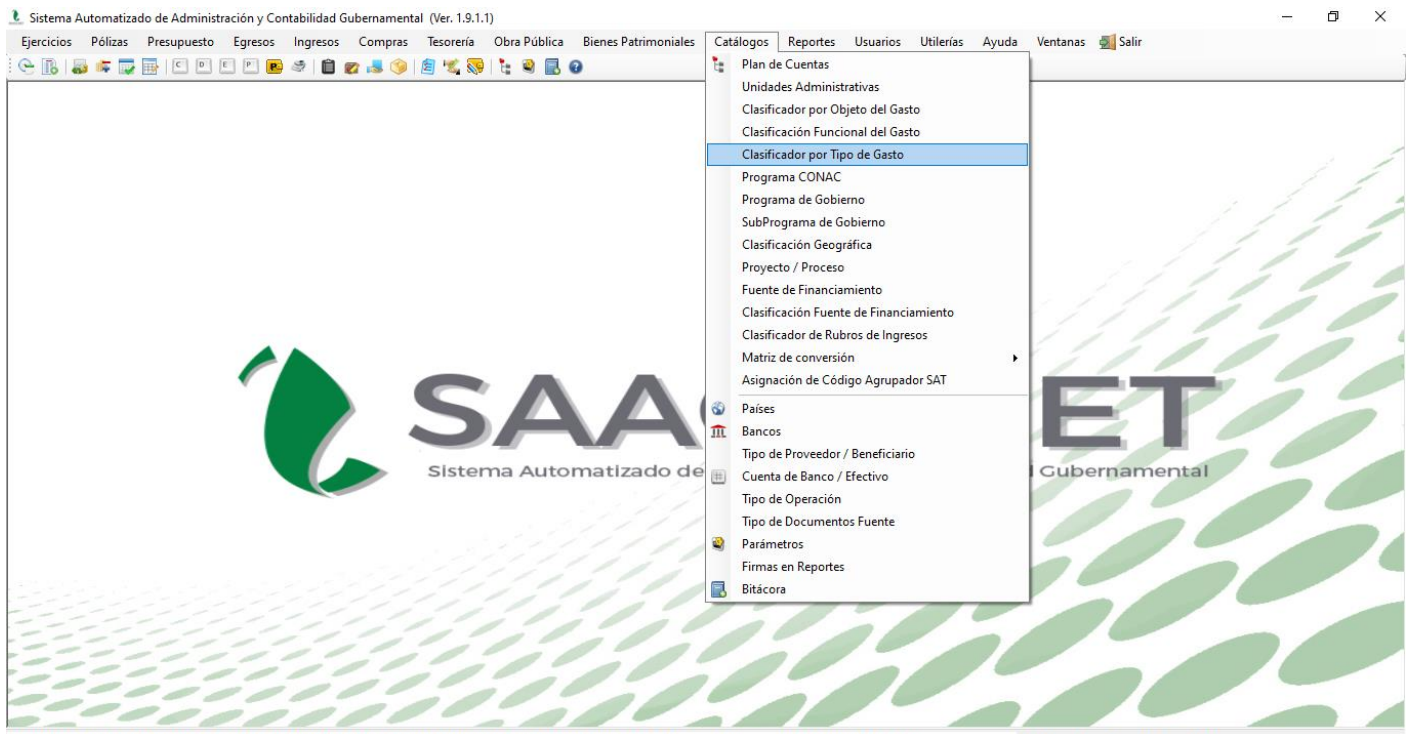 Sistema Automatizado de Administración y Contabilidad Gubernamental (Ver. 1.9.1.1)
Ejercicios Pólizas Presupuesto Egresos Ingresos Compras Tesorería Obra Pública Bienes Patrimoniales Catálogos Reportes Usuarios Utilerías Ayuda Ventanas Salir
Plan de Cuentas
Unidades Administrativas
Clasificador por Objeto del Gasto
Clasificación Funcional del Gasto
Clasificador por Tipo de Gasto
Programa CONAC
Programa de Gobierno
SubPrograma de Gobierno
Clasificación Geográfica
Proyecto / Proceso
Fuente de Financiamiento
Clasificación Fuente de Financiamiento
Clasificador de Rubros de Ingresos
Matriz de conversión
Asignación de Código Agrupador SAT
Países
Bancos
Tipo de Proveedor / Beneficiario
Cuenta de Banco / Efectivo
Tipo de Operación
Tipo de Documentos Fuente
Parámetros
Firmas en Reportes
Bitácora
SAA ET
Sistema Automatizado de Gubernamental